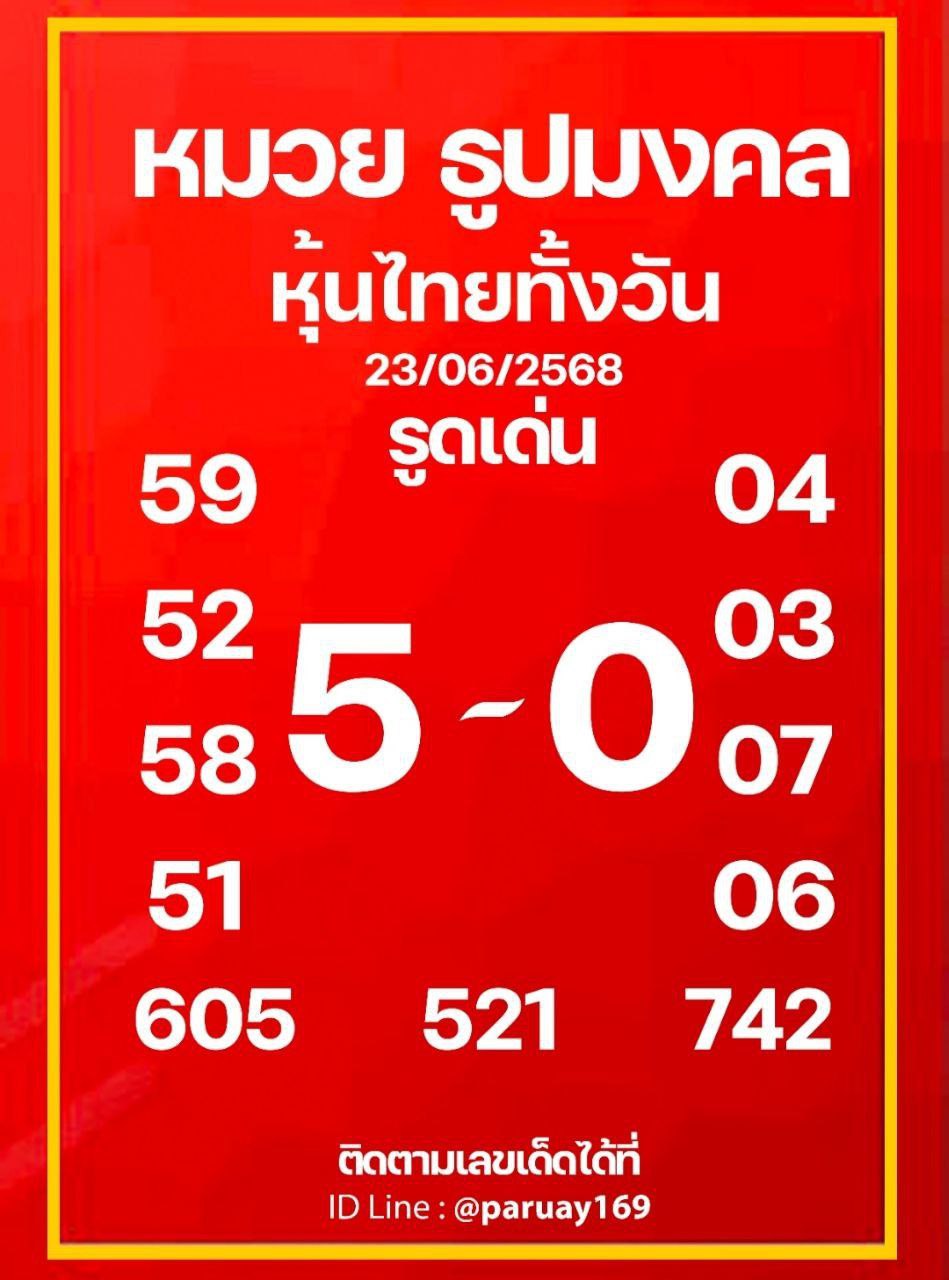 หมวย ธูปมงคล
หุ้นไทยทั้งวัน
23/06/2568
รูดเด่น
59 04
52 03
5 - 0
58 07
51 06
605 521 742
ติดตามเลขเด็ดได้ที่
ID Line : @paruay169